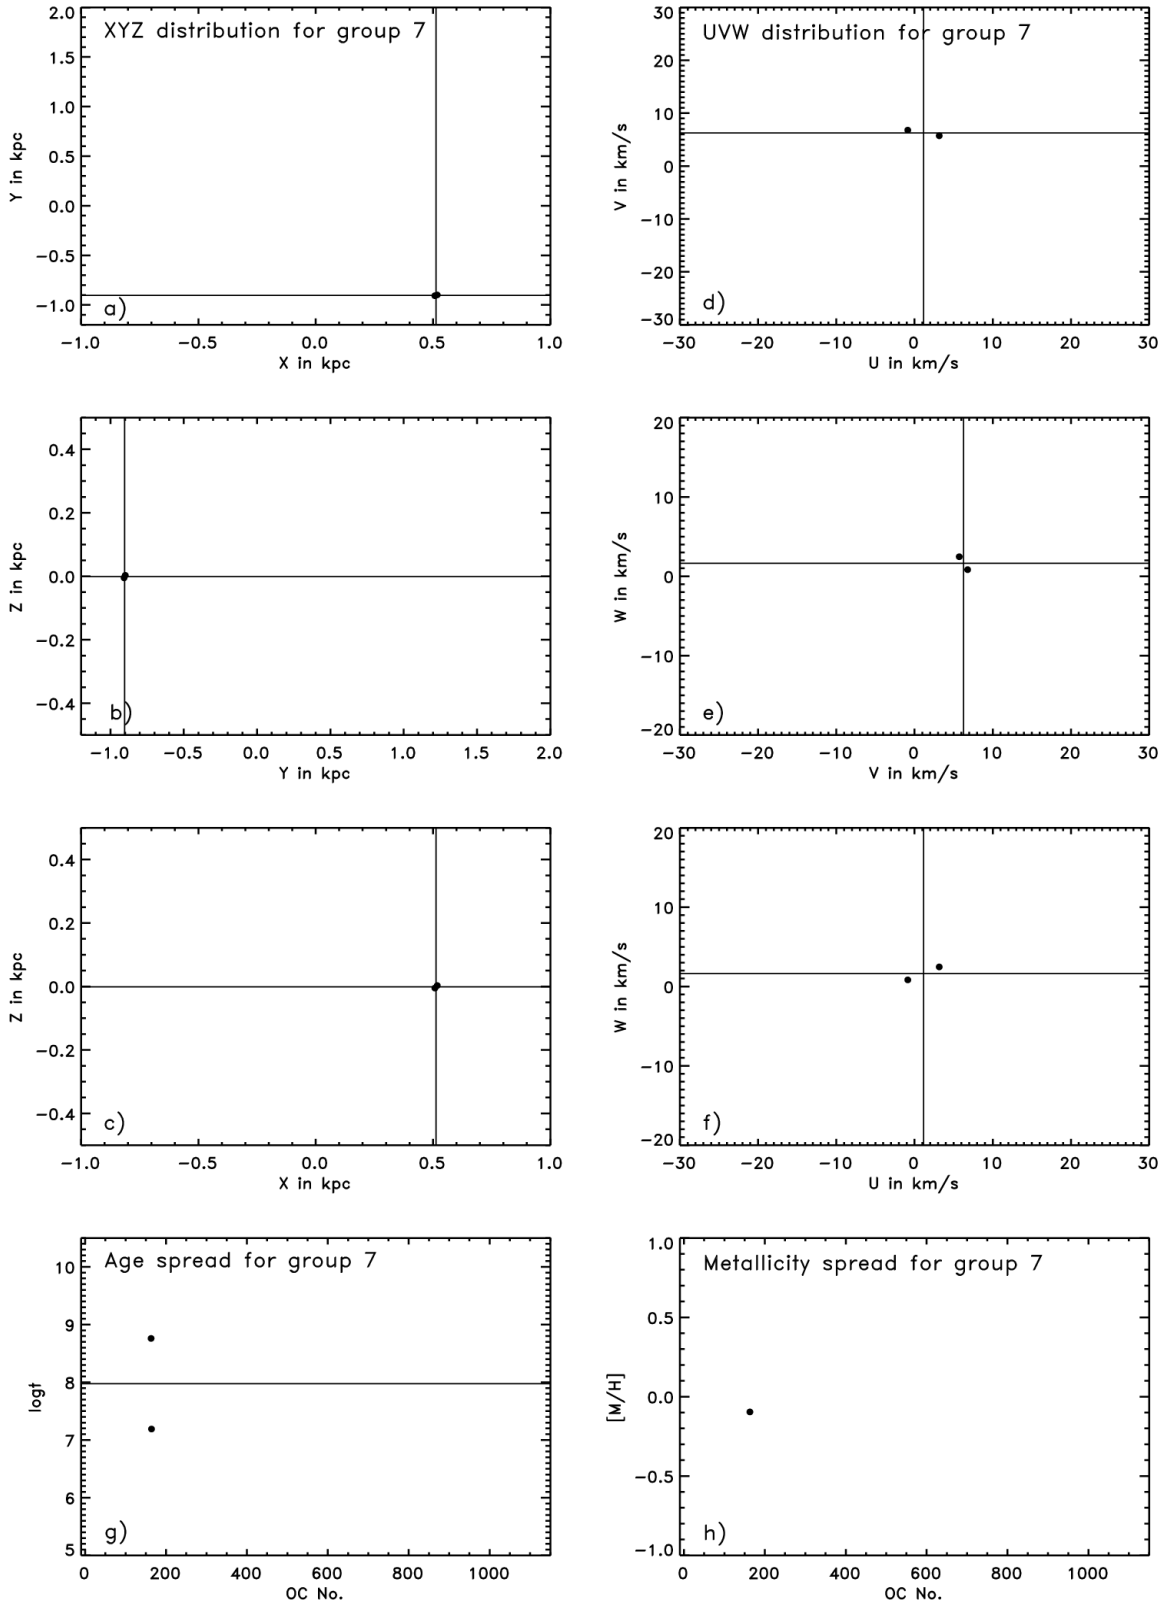 XYZ distribution for group 7
2.0
1.5
1.0
0.5
0.0
−0.5
−1.0
Y in kpc
a)
−1.0 −0.5 0.0 0.5 1.0
X in kpc
UVW distribution for group 7
30
20
10
0
−10
−20
−30
V in km/s
d)
−30 −20 −10 0 10 20 30
U in km/s
0.4
0.2
0.0
−0.2
−0.4
Z in kpc
b)
−1.0 −0.5 0.0 0.5 1.0 1.5 2.0
Y in kpc
20
10
0
−10
−20
W in km/s
e)
−30 −20 −10 0 10 20 30
V in km/s
0.4
0.2
0.0
−0.2
−0.4
Z in kpc
c)
−1.0 −0.5 0.0 0.5 1.0
X in kpc
20
10
0
−10
−20
W in km/s
f)
−30 −20 −10 0 10 20 30
U in km/s
Age spread for group 7
10
9
8
7
6
5
logt
g)
0 200 400 600 800 1000
OC No.
Metallicity spread for group 7
1.0
0.5
0.0
−0.5
−1.0
[M/H]
h)
0 200 400 600 800 1000
OC No.